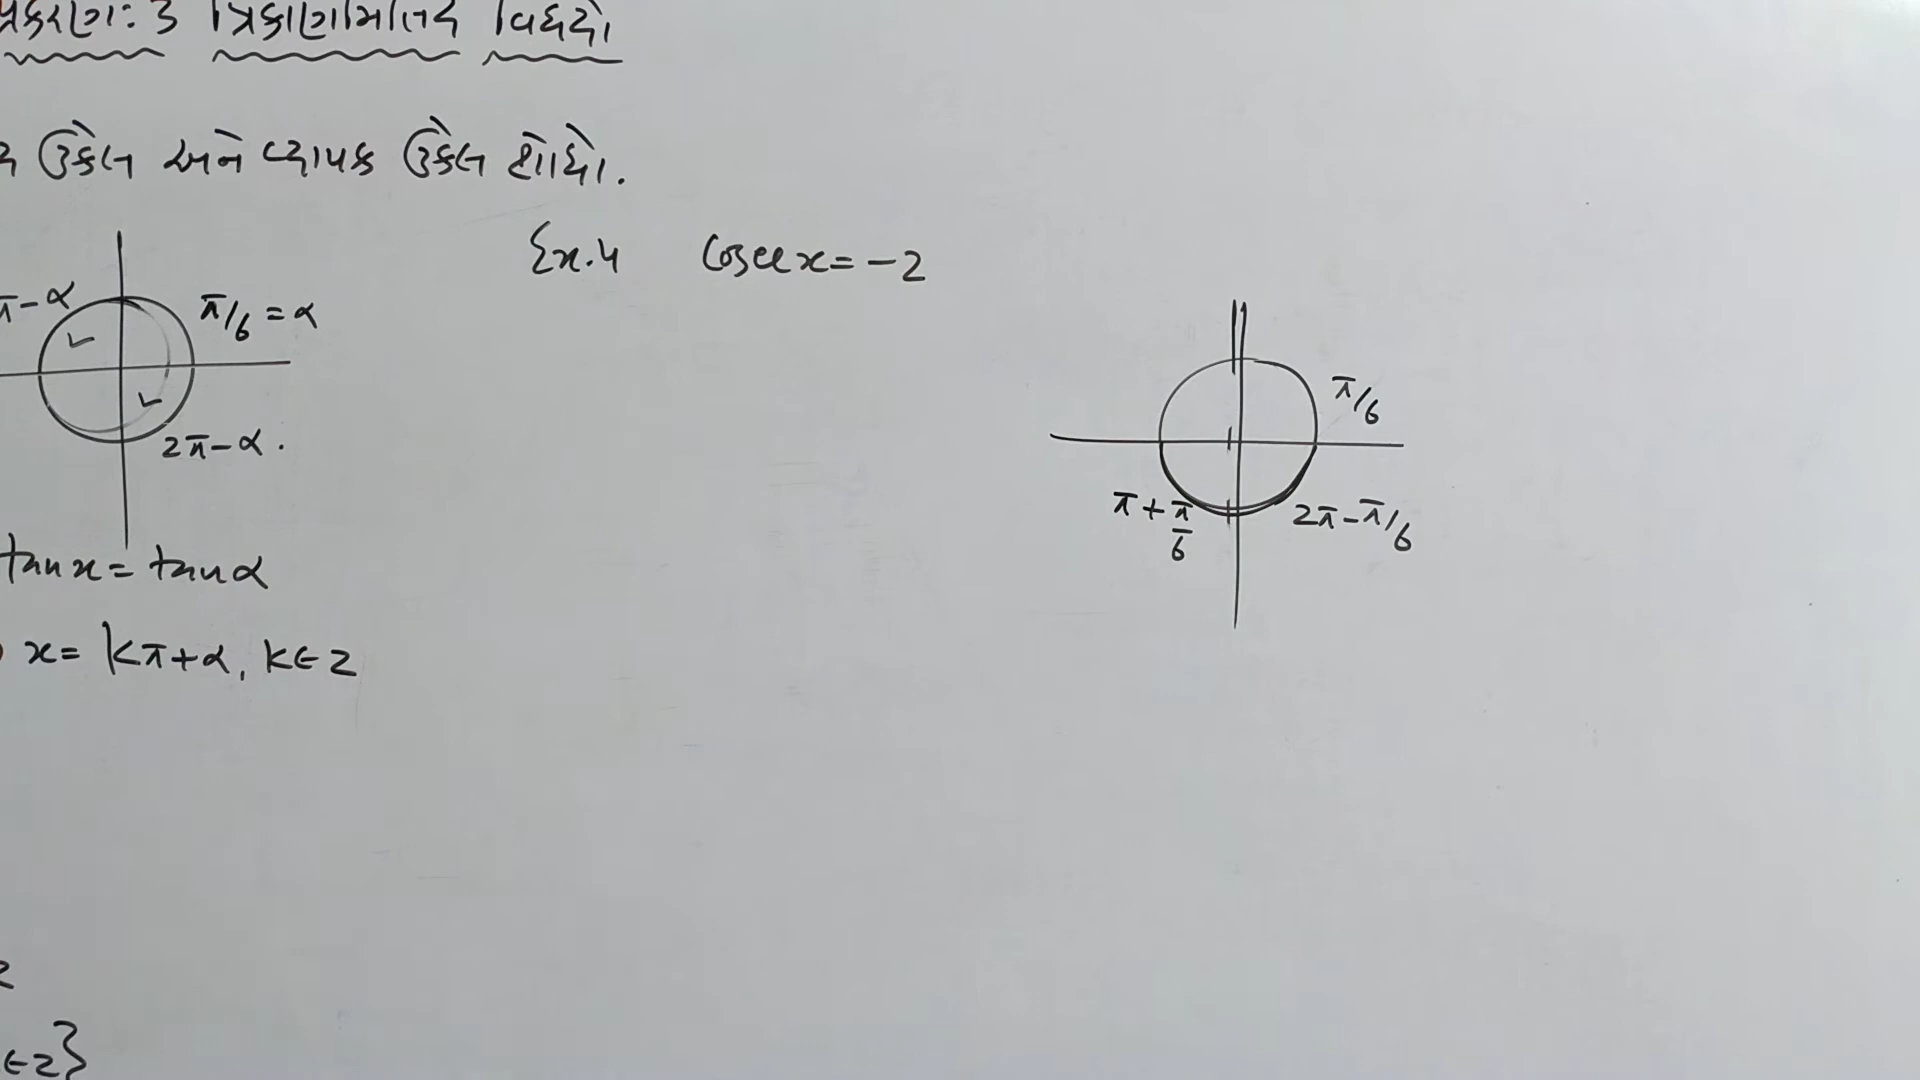 પ્રકરણ: 3 ત્રિકોણમિતિય વિધેયો
ઉકેલ અને વ્યાપક ઉકેલ શોધો.
Ex.4 Cosec x = -2
π-α
π/6 = α
2π-α.
π/6
π+π/6
2π-π/6
tan x = tan α
x = kπ+α, k∈Z
∈Z}